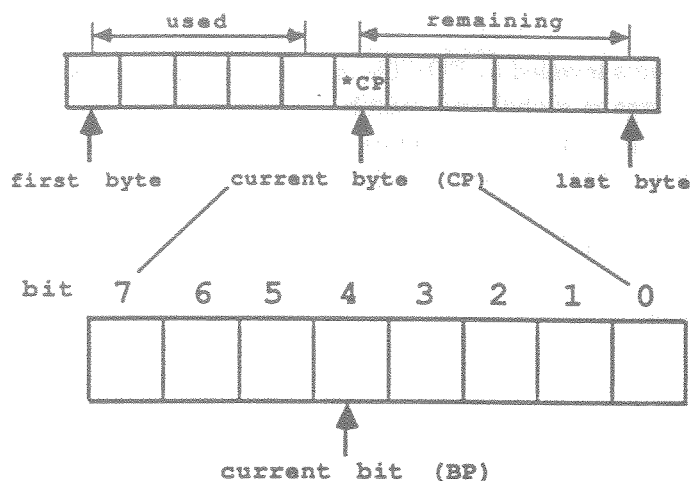 used remaining
*CP
first byte current byte (CP) last byte
bit 7 6 5 4 3 2 1 0
current bit (BP)